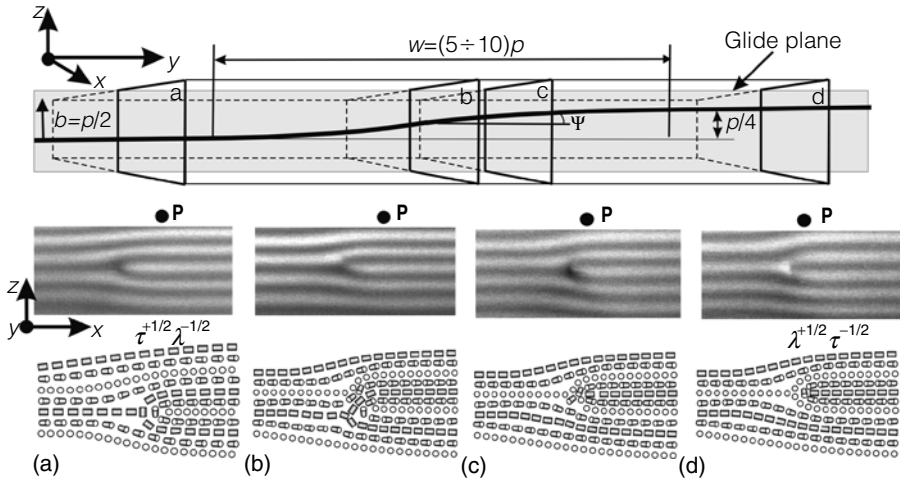 z
y
x
w=(5÷10)p
Glide plane
a
b
c
d
b=p/2
Ψ
p/4
P
P
P
P
z
y
x
τ+1/2 λ−1/2
λ+1/2 τ−1/2
(a)
(b)
(c)
(d)